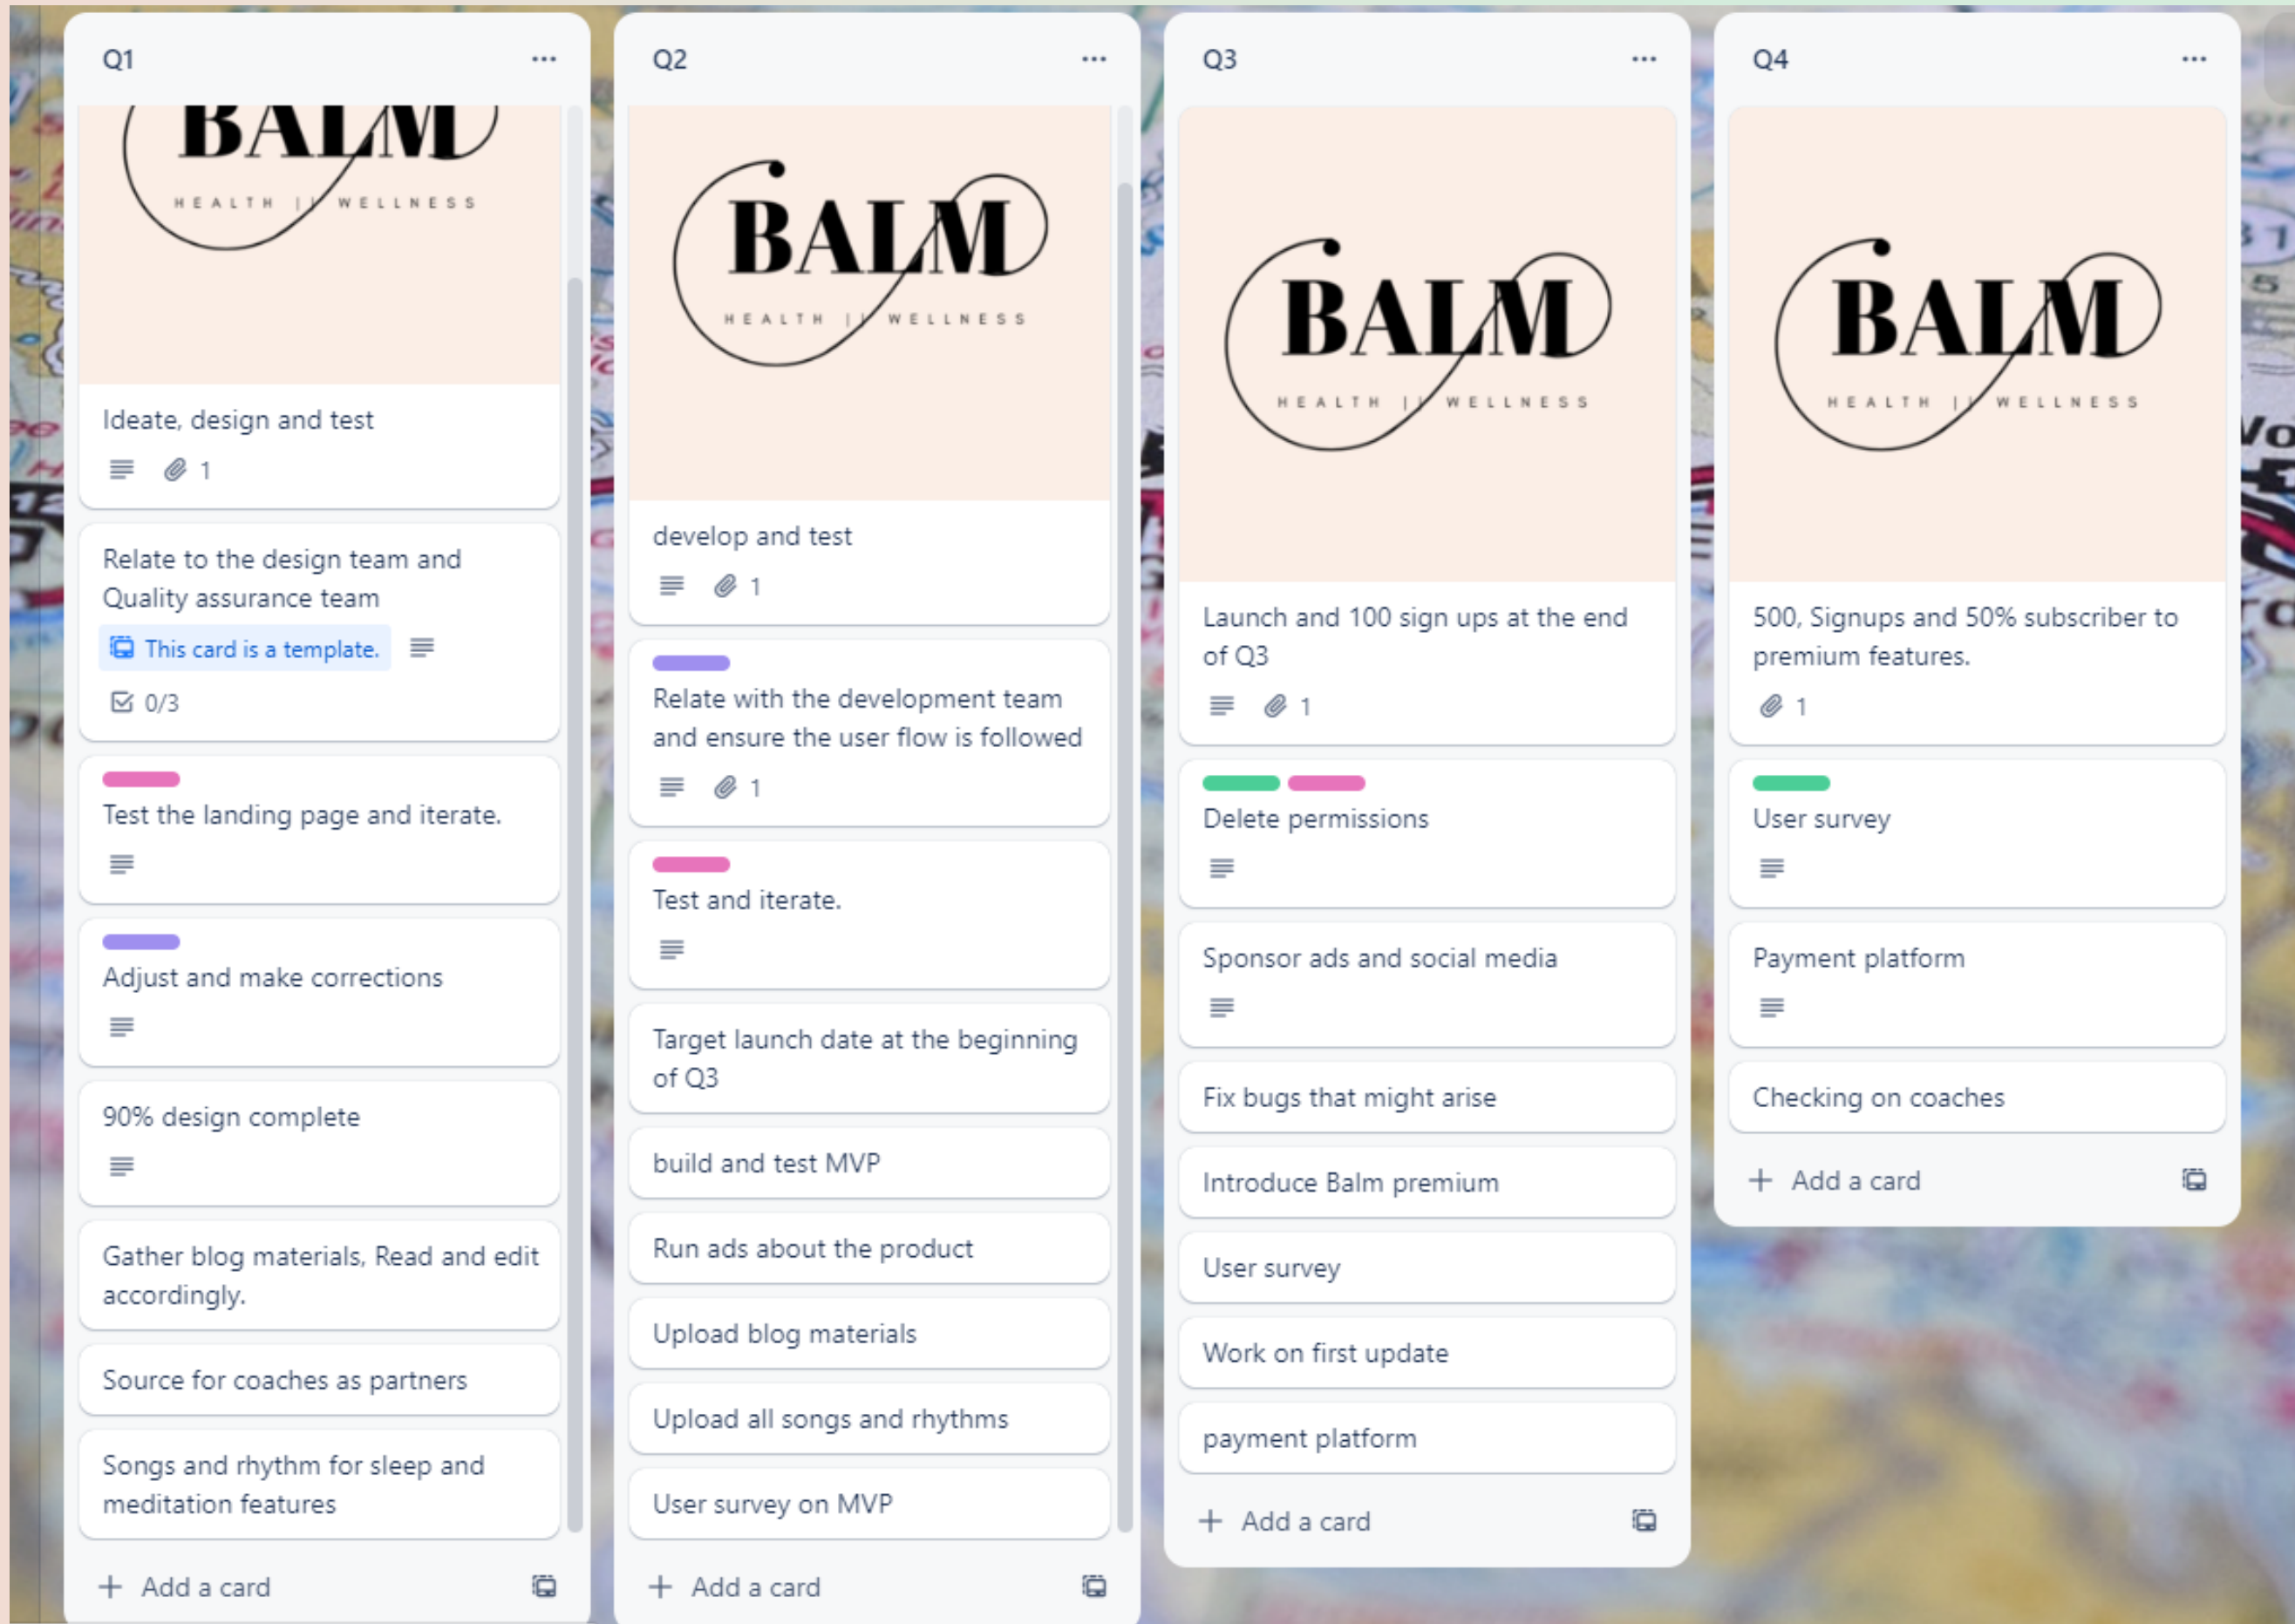 Q1
BALM
HEALTH || WELLNESS
Ideate, design and test
1
Relate to the design team and
Quality assurance team
This card is a template.
0/3
Test the landing page and iterate.
Adjust and make corrections
90% design complete
Gather blog materials, Read and edit
accordingly.
Source for coaches as partners
Songs and rhythm for sleep and
meditation features
+ Add a card
Q2
BALM
HEALTH || WELLNESS
develop and test
1
Relate with the development team
and ensure the user flow is followed
1
Test and iterate.
Target launch date at the beginning
of Q3
build and test MVP
Run ads about the product
Upload blog materials
Upload all songs and rhythms
User survey on MVP
+ Add a card
Q3
BALM
HEALTH || WELLNESS
Launch and 100 sign ups at the end
of Q3
1
Delete permissions
Sponsor ads and social media
Fix bugs that might arise
Introduce Balm premium
User survey
Work on first update
payment platform
+ Add a card
Q4
BALM
HEALTH || WELLNESS
500, Signups and 50% subscriber to
premium features.
1
User survey
Payment platform
Checking on coaches
+ Add a card